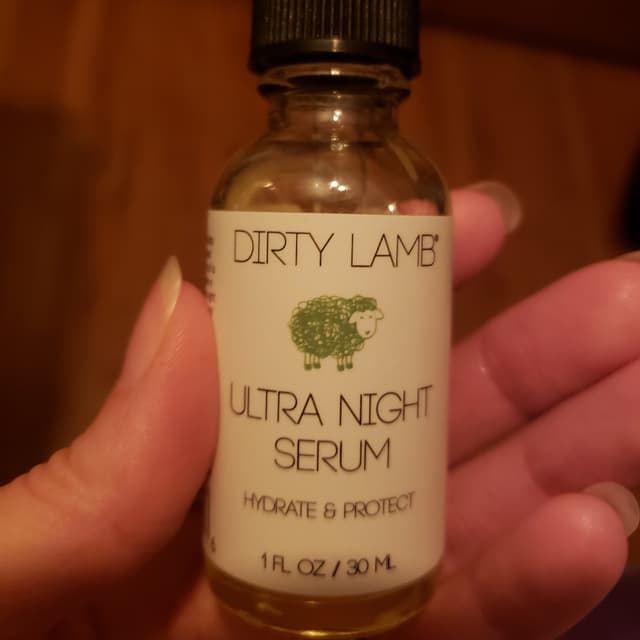 DIRTY LAMB®
ULTRA NIGHT
SERUM
HYDRATE & PROTECT
1 FL OZ / 30 ML